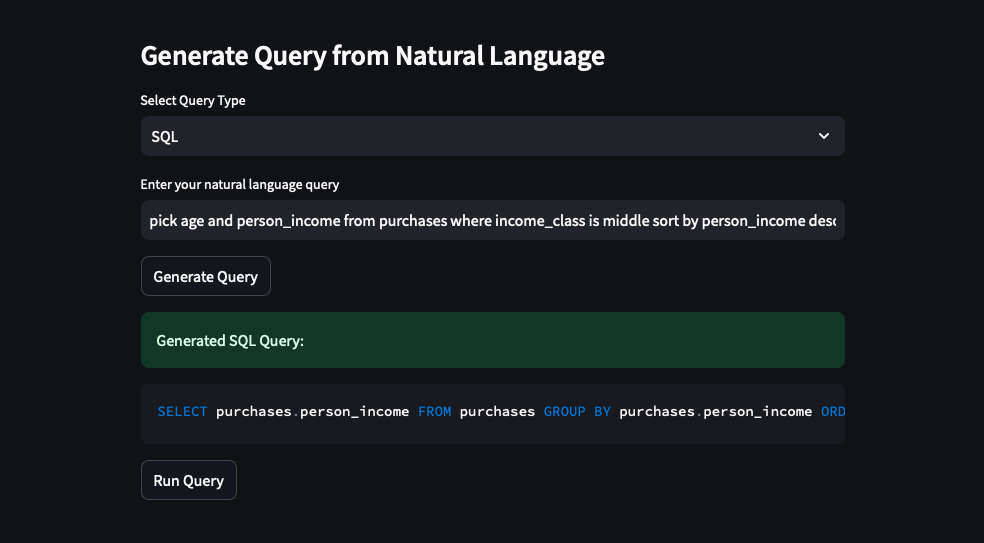 Generate Query from Natural Language
Select Query Type
SQL
Enter your natural language query
pick age and person_income from purchases where income_class is middle sort by person_income desc
Generate Query
Generated SQL Query:
SELECT purchases.person_income FROM purchases GROUP BY purchases.person_income ORD
Run Query